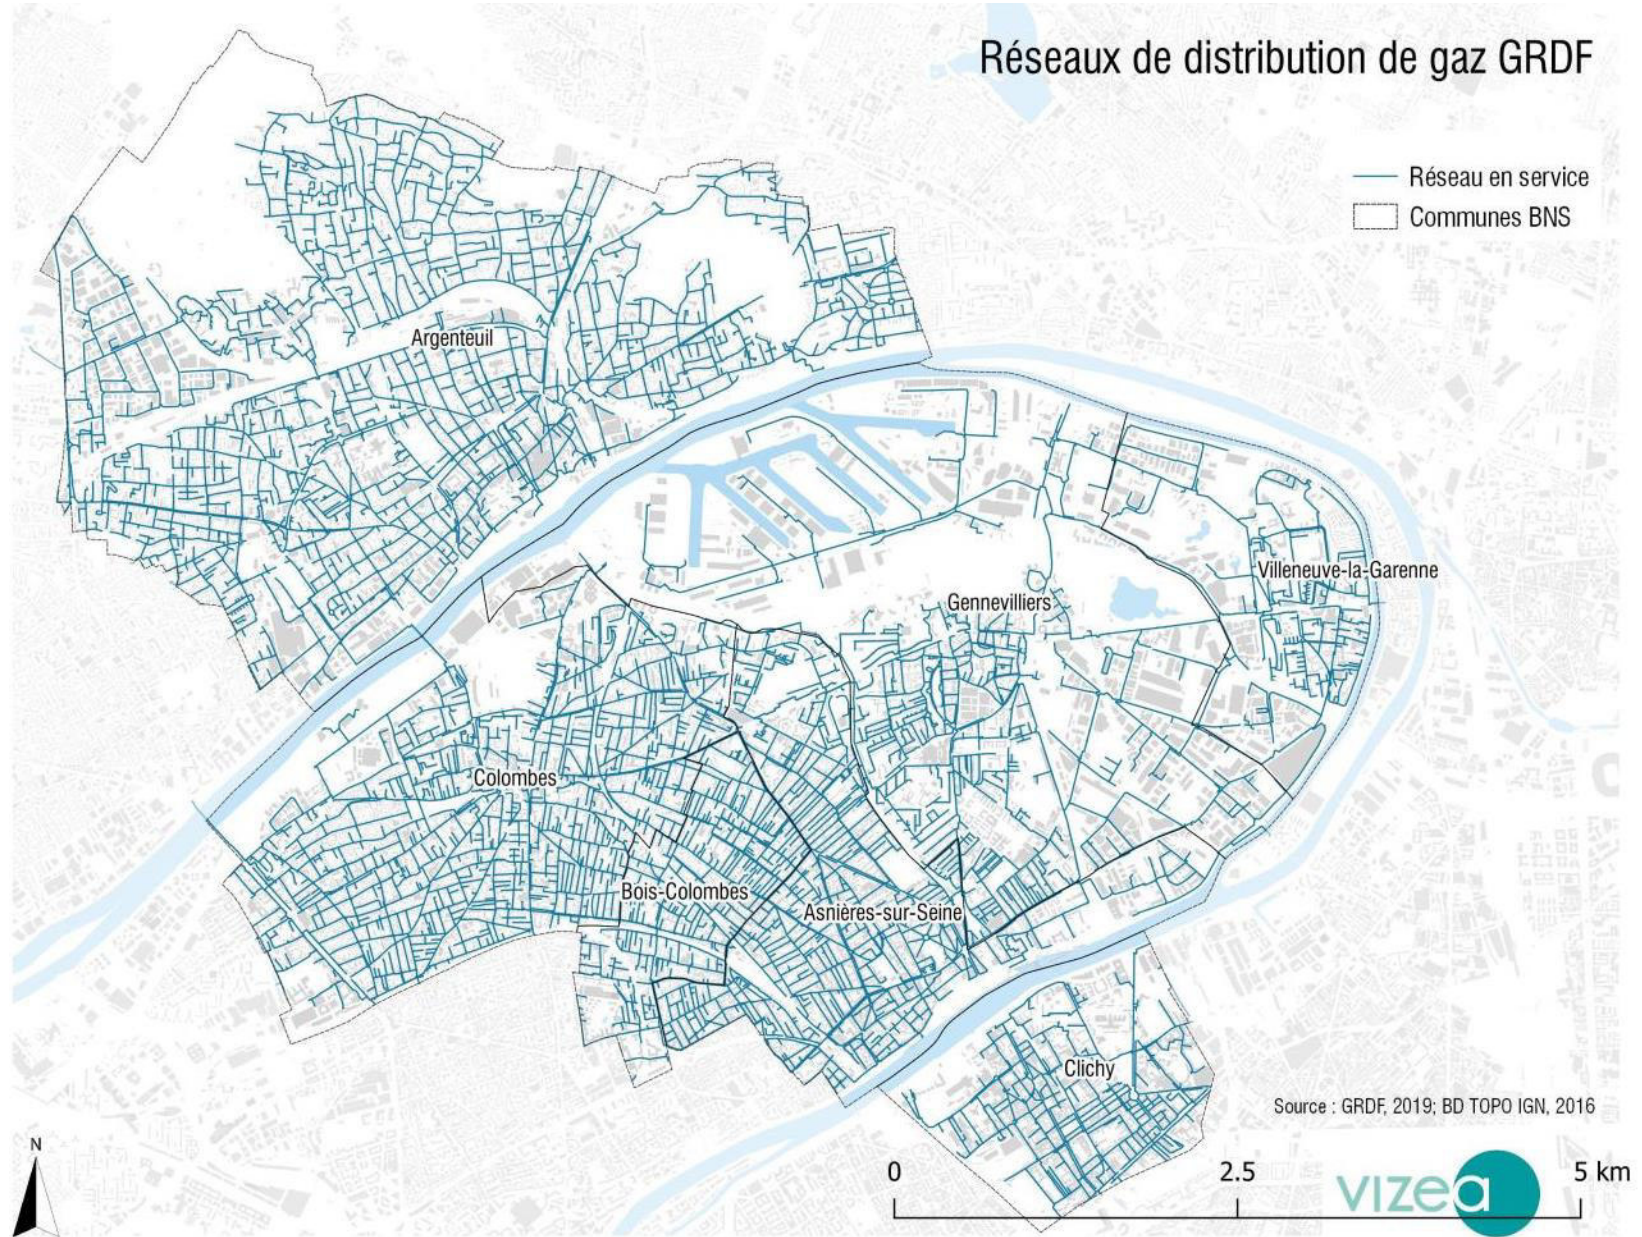 Réseaux de distribution de gaz GRDF
Réseau en service
Communes BNS
Argenteuil
Villeneuve-la-Garenne
Gennevilliers
Colombes
Bois-Colombes
Asnières-sur-Seine
Clichy
Source : GRDF, 2019; BD TOPO IGN, 2016
N
0
2.5
5 km
vizea